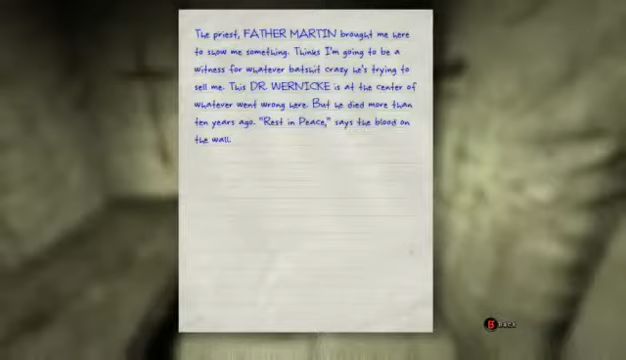 The priest, FATHER MARTIN brought me here
to show me something. Thinks I'm going to be a
witness for whatever batshit crazy he's trying to
sell me. This DR. WERNICKE is at the center of
whatever went wrong here. But he died more than
ten years ago. "Rest in Peace," says the blood on
the wall.
B BACK